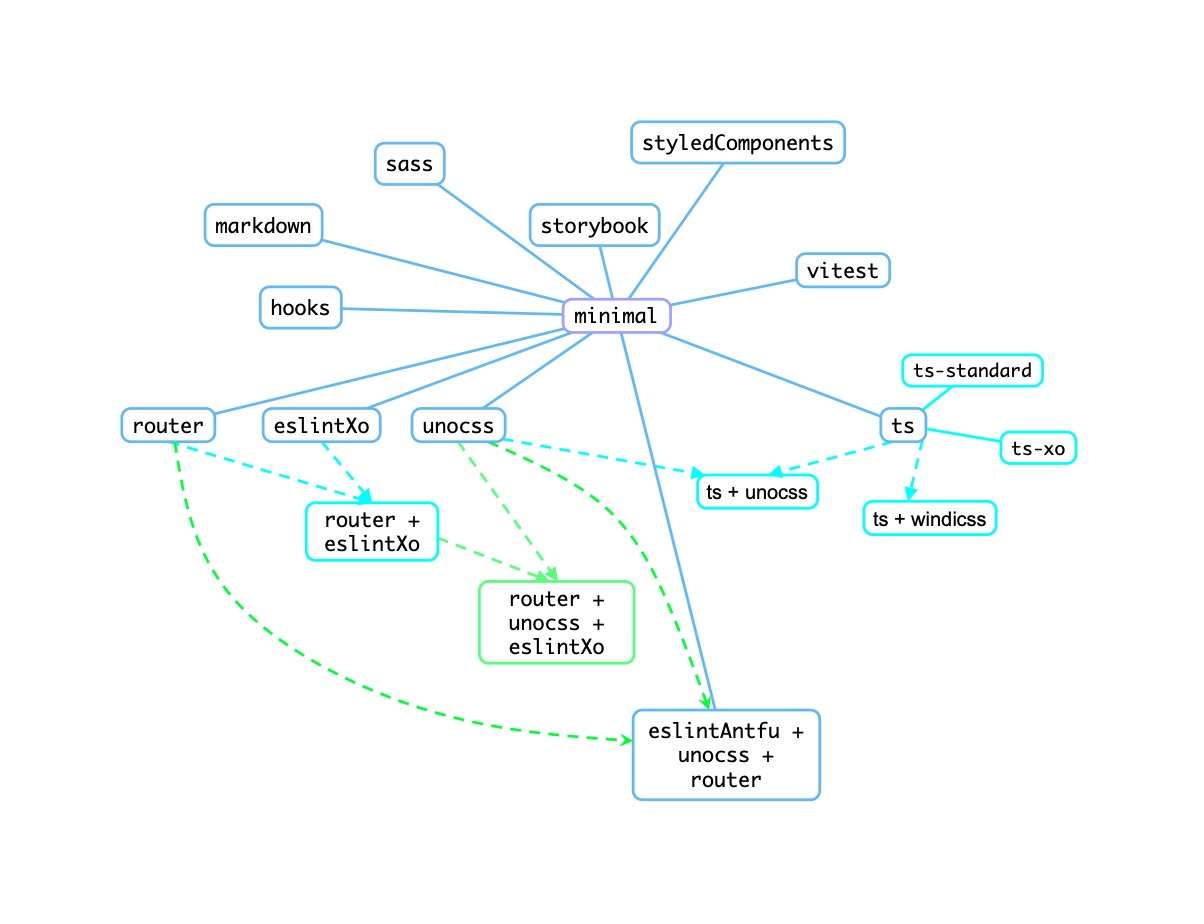 styledComponents
sass
markdown
storybook
vitest
hooks
minimal
ts-standard
router
eslintXo
unocss
ts
ts-xo
ts + unocss
ts + windicss
router +
eslintXo
router +
unocss +
eslintXo
eslintAntfu +
unocss +
router